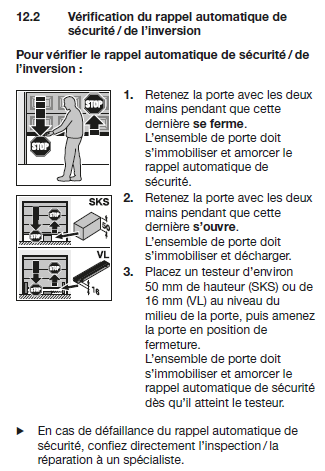 12.2 Vérification du rappel automatique de
sécurité / de l'inversion
Pour vérifier le rappel automatique de sécurité / de
l'inversion :
STOP
STOP
1. Retenez la porte avec les deux
mains pendant que cette
dernière se ferme.
L'ensemble de porte doit
s'immobiliser et amorcer le
rappel automatique de
sécurité.
SKS
STOP
STOP
50
VL
STOP
STOP
16
2. Retenez la porte avec les deux
mains pendant que cette
dernière s'ouvre.
L'ensemble de porte doit
s'immobiliser et décharger.
3. Placez un testeur d'environ
50 mm de hauteur (SKS) ou de
16 mm (VL) au niveau du
milieu de la porte, puis amenez
la porte en position de
fermeture.
L'ensemble de porte doit
s'immobiliser et amorcer le
rappel automatique de sécurité
dès qu'il atteint le testeur.
▶ En cas de défaillance du rappel automatique de
sécurité, confiez directement l'inspection / la
réparation à un spécialiste.